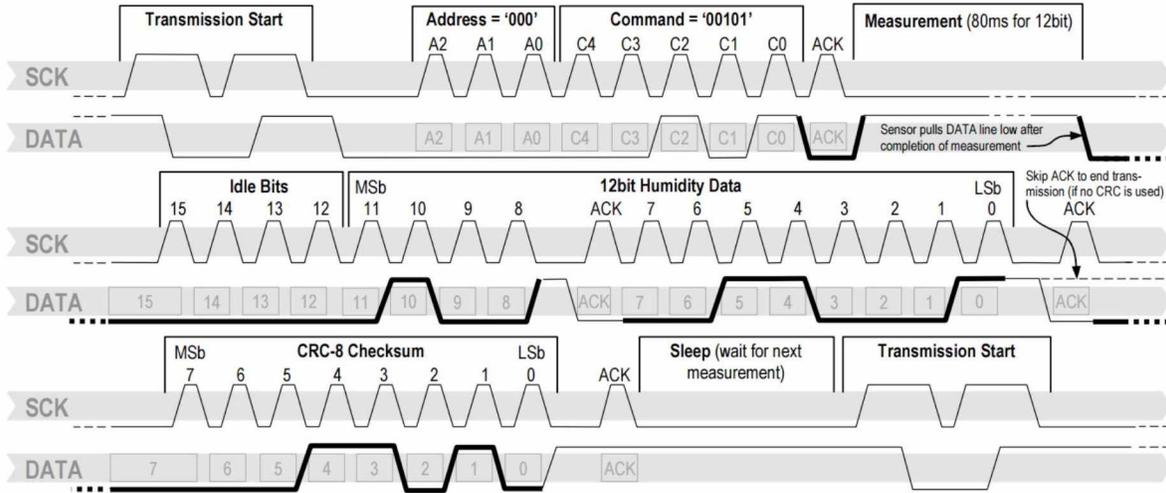 Transmission Start Address = ‘000’ Command = ‘00101’ Measurement (80ms for 12bit)
A2 A1 A0 C4 C3 C2 C1 C0 ACK
SCK
DATA A2 A1 A0 C4 C3 C2 C1 C0 ACK
Sensor pulls DATA line low after
completion of measurement
Skip ACK to end trans-
mission (if no CRC is used)
Idle Bits MSb 12bit Humidity Data LSb
15 14 13 12 11 10 9 8 ACK 7 6 5 4 3 2 1 0 ACK
SCK
DATA 15 14 13 12 11 10 9 8 ACK 7 6 5 4 3 2 1 0 ACK
MSb CRC-8 Checksum LSb Sleep (wait for next
measurement)
Transmission Start
7 6 5 4 3 2 1 0 ACK
SCK
DATA 7 6 5 4 3 2 1 0 ACK